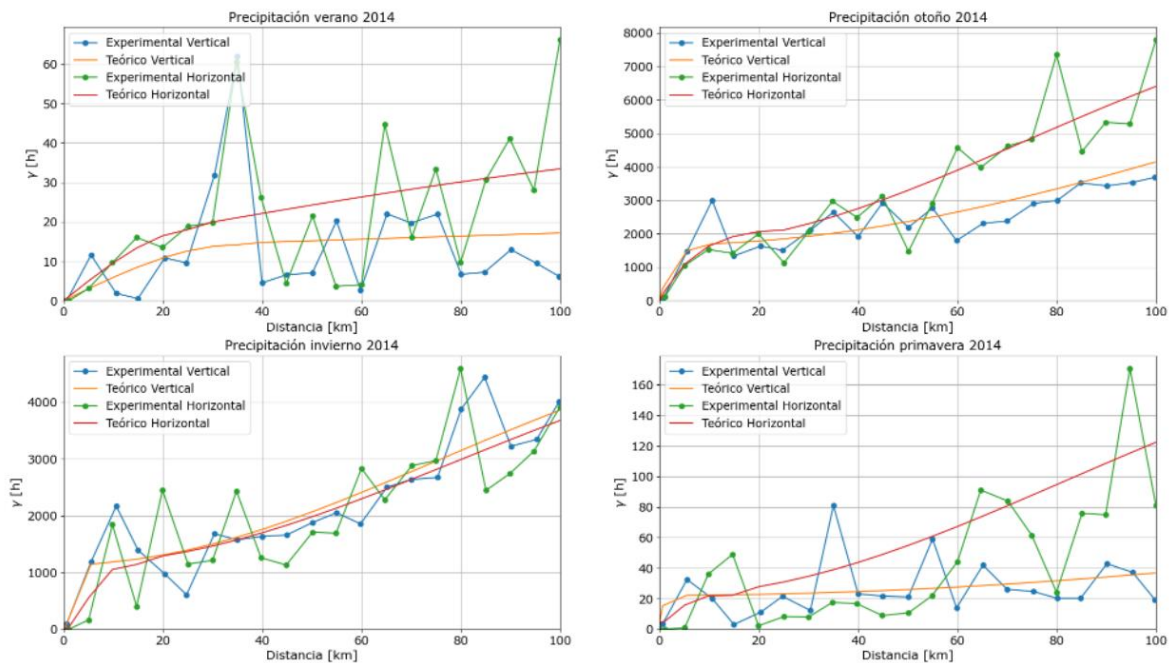 Precipitación verano 2014
Experimental Vertical
Teórico Vertical
Experimental Horizontal
Teórico Horizontal
γ [h]
60
50
40
30
20
10
0
0 20 40 60 80 100
Distancia [km]
Precipitación otoño 2014
Experimental Vertical
Teórico Vertical
Experimental Horizontal
Teórico Horizontal
γ [h]
8000
7000
6000
5000
4000
3000
2000
1000
0
0 20 40 60 80 100
Distancia [km]
Precipitación invierno 2014
Experimental Vertical
Teórico Vertical
Experimental Horizontal
Teórico Horizontal
γ [h]
4000
3000
2000
1000
0
0 20 40 60 80 100
Distancia [km]
Precipitación primavera 2014
Experimental Vertical
Teórico Vertical
Experimental Horizontal
Teórico Horizontal
γ [h]
160
140
120
100
80
60
40
20
0
0 20 40 60 80 100
Distancia [km]